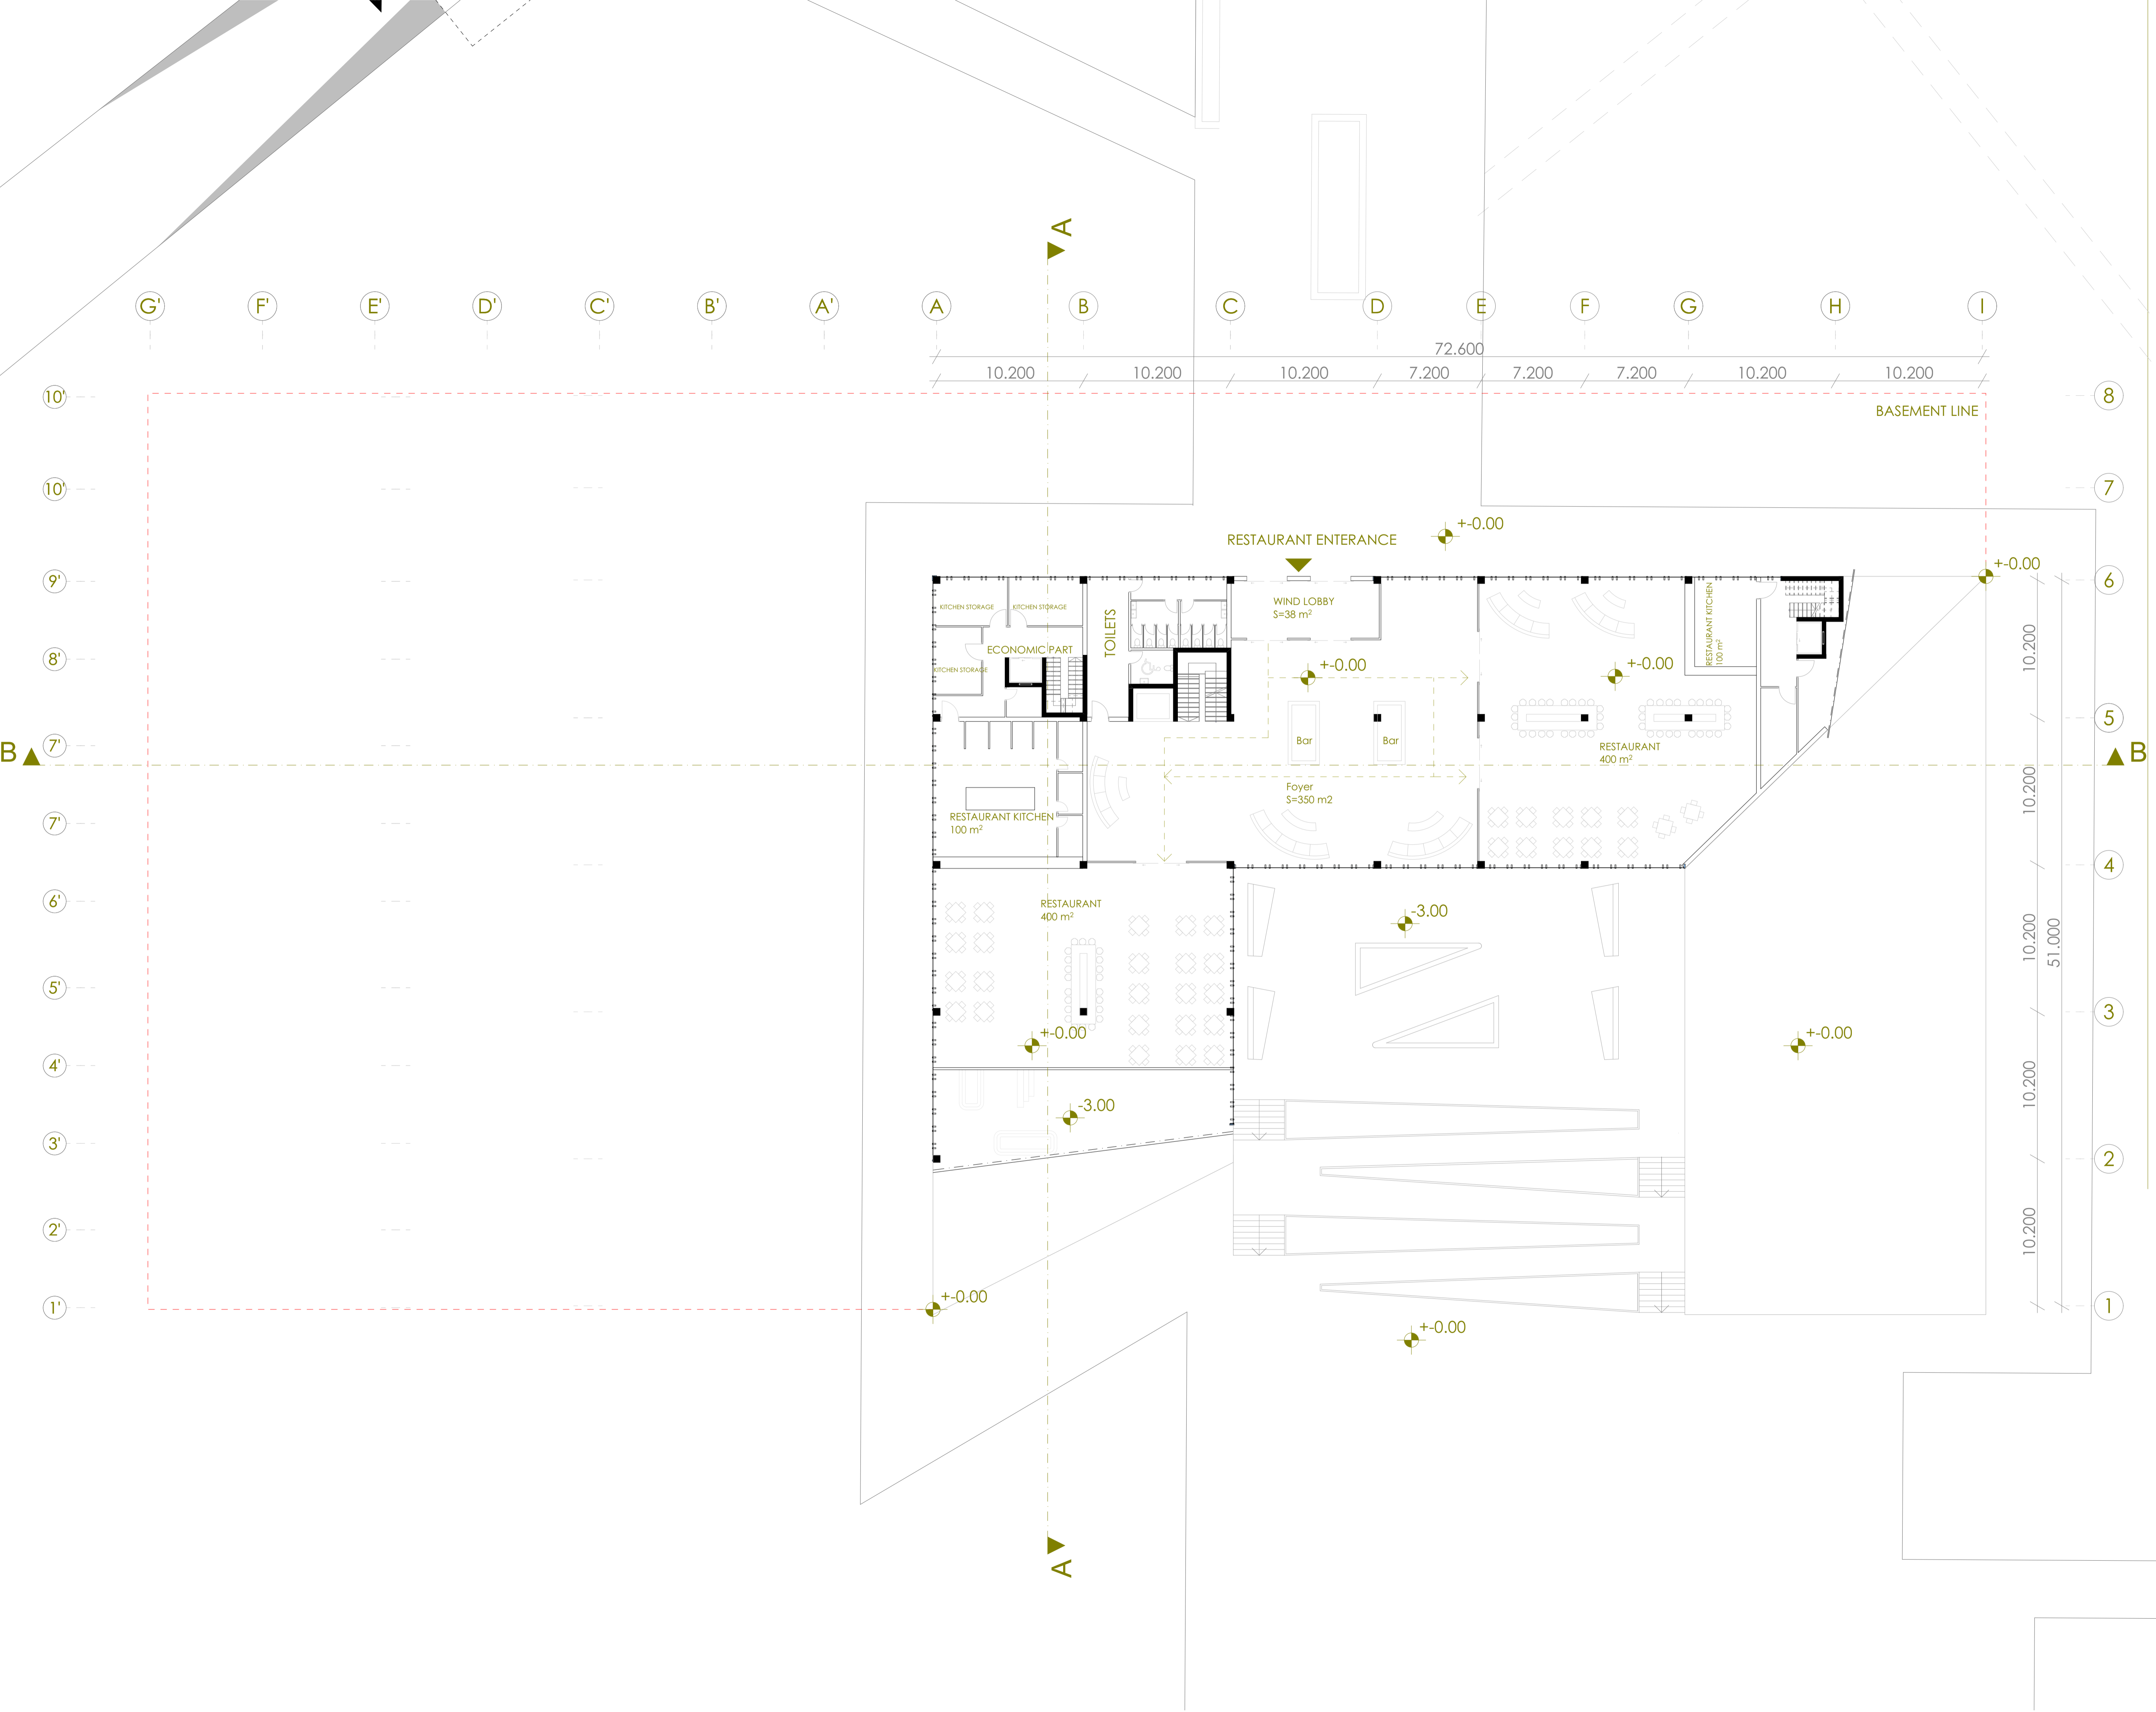 A
G' F' E' D' C' B' A' A B C D E F G H I
72.600
10.200 10.200 10.200 7.200 7.200 7.200 10.200 10.200
10' 8
BASEMENT LINE
10' 7
+-0.00
RESTAURANT ENTERANCE
+-0.00
9' 6
WIND LOBBY
S=38 m²
KITCHEN STORAGE KITCHEN STORAGE
TOILETS
RESTAURANT KITCHEN
100 m²
10.200
ECONOMIC PART
8'
KITCHEN STORAGE
+-0.00 +-0.00
5
7'
Bar Bar
RESTAURANT
400 m²
B B
Foyer
S=350 m2
10.200
RESTAURANT KITCHEN
100 m²
7'
4
6'
RESTAURANT
400 m²
-3.00
10.200
51.000
5'
3
+-0.00 +-0.00
4'
10.200
-3.00
3'
2
2'
10.200
+-0.00
1' 1
+-0.00
A